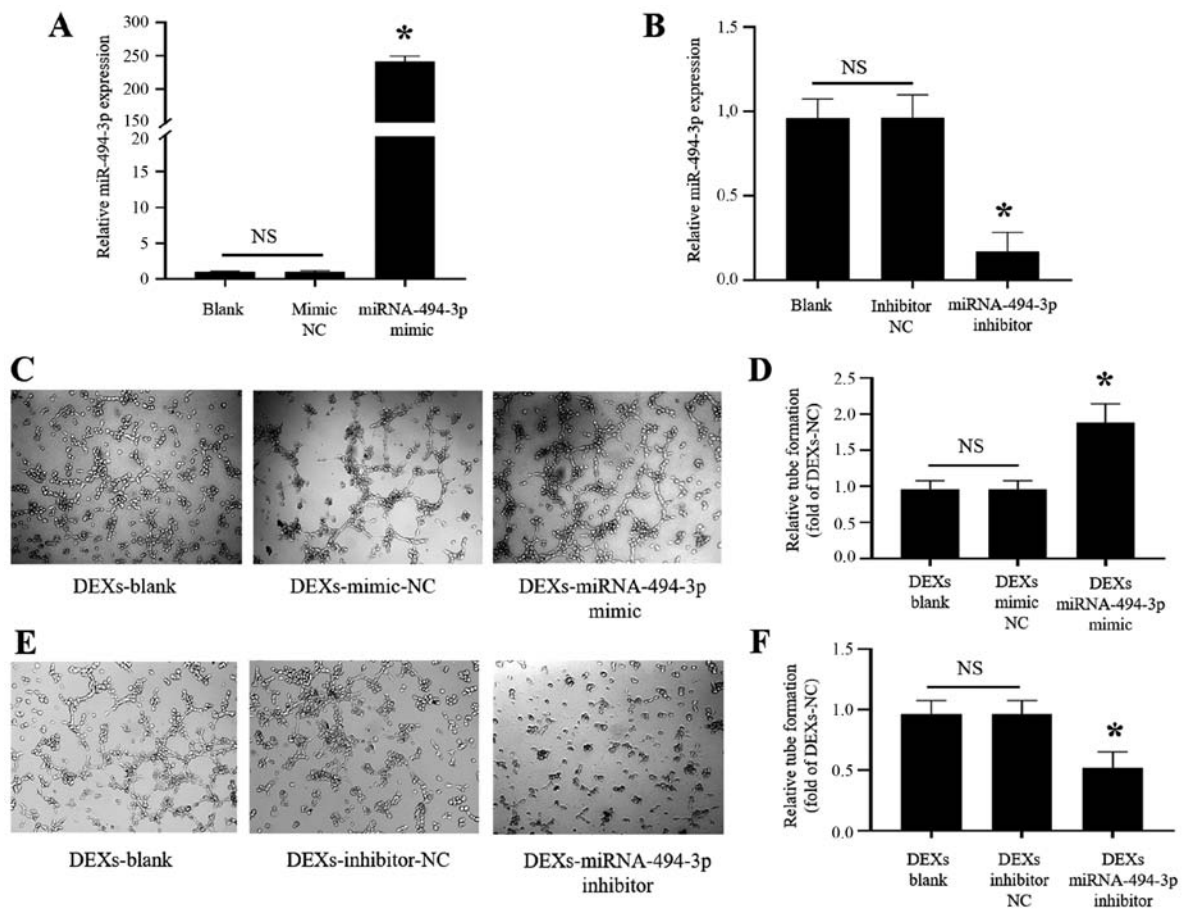 A
Relative miR-494-3p expression
300
250
200
150
20
15
10
5
0
*
NS
Blank
Mimic
NC
miRNA-494-3p
mimic
B
Relative miR-494-3p expression
1.5
1.0
0.5
0.0
NS
*
Blank
Inhibitor
NC
miRNA-494-3p
inhibitor
C
DEXs-blank
DEXs-mimic-NC
DEXs-miRNA-494-3p
mimic
D
Relative tube formation
(fold of DEXs-NC)
2.5
2.0
1.5
1.0
0.5
0.0
NS
*
DEXs
blank
DEXs
mimic
NC
DEXs
miRNA-494-3p
mimic
E
DEXs-blank
DEXs-inhibitor-NC
DEXs-miRNA-494-3p
inhibitor
F
Relative tube formation
(fold of DEXs-NC)
1.5
1.0
0.5
0.0
NS
*
DEXs
blank
DEXs
inhibitor
NC
DEXs
miRNA-494-3p
inhibitor